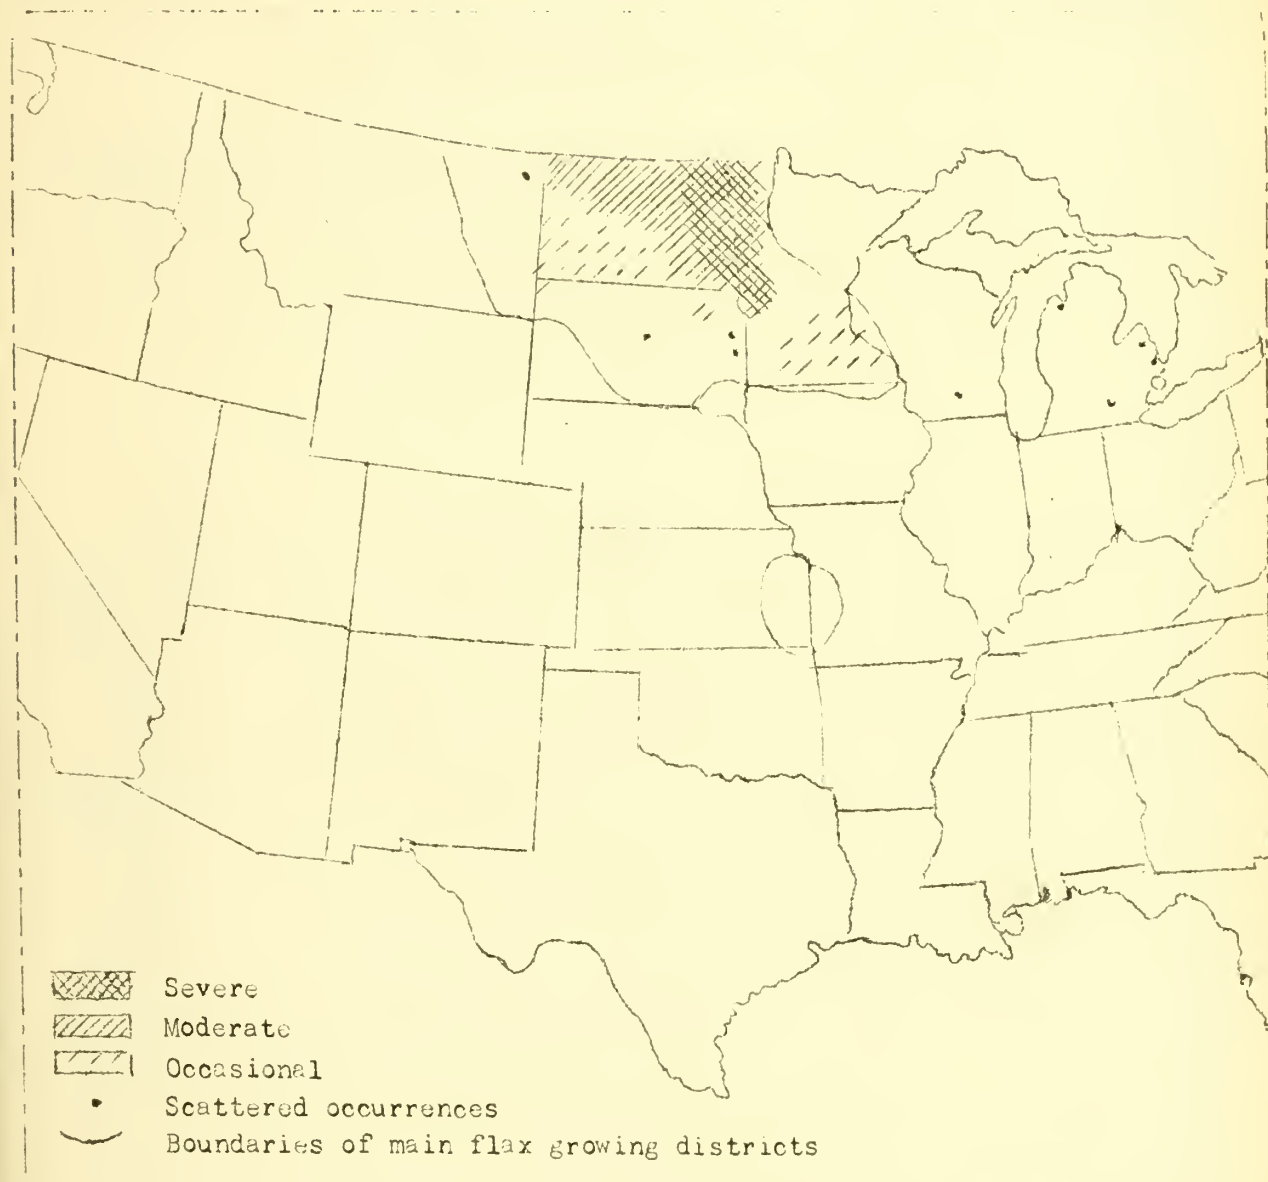 Severe
Moderate
Occasional
Scattered occurrences
Boundaries of main flax growing districts